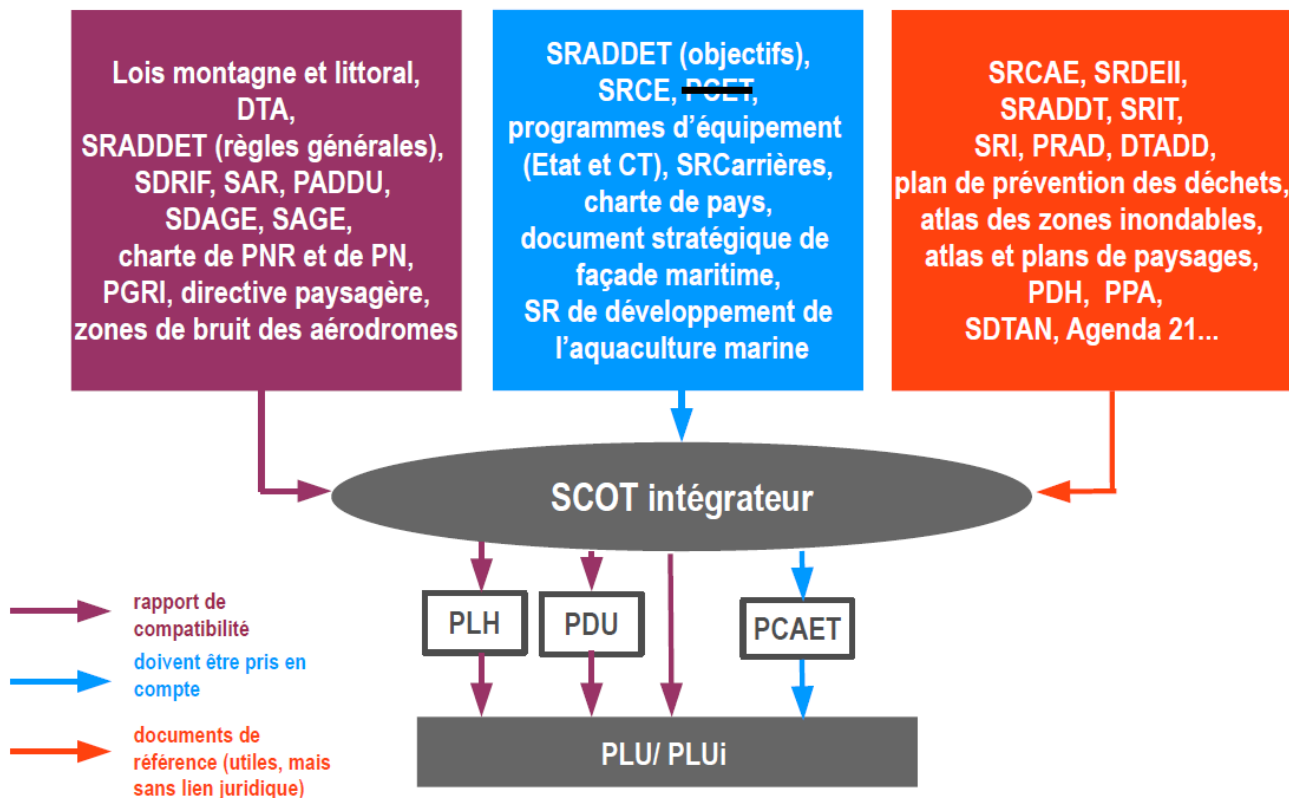 Lois montagne et littoral,
DTA,
SRADDET (règles générales),
SDRIF, SAR, PADDU,
SDAGE, SAGE,
charte de PNR et de PN,
PGRI, directive paysagère,
zones de bruit des aérodromes
SRADDET (objectifs),
SRCE, PCET,
programmes d'équipement
(Etat et CT), SRCarrières,
charte de pays,
document stratégique de
façade maritime,
SR de développement de
l'aquaculture marine
SRCAE, SRDEII,
SRADDT, SRIT,
SRI, PRAD, DTADD,
plan de prévention des déchets,
atlas des zones inondables,
atlas et plans de paysages,
PDH, PPA,
SDTAN, Agenda 21...
SCOT intégrateur
PLH
PDU
PCAET
PLU/ PLUi
rapport de
compatibilité
doivent être pris en
compte
documents de
référence (utiles, mais
sans lien juridique)